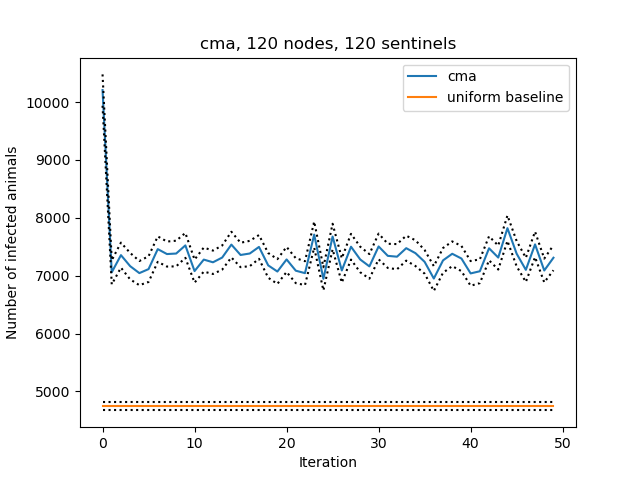 cma, 120 nodes, 120 sentinels
cma
uniform baseline
10000
9000
8000
7000
6000
5000
Number of infected animals
0 10 20 30 40 50
Iteration